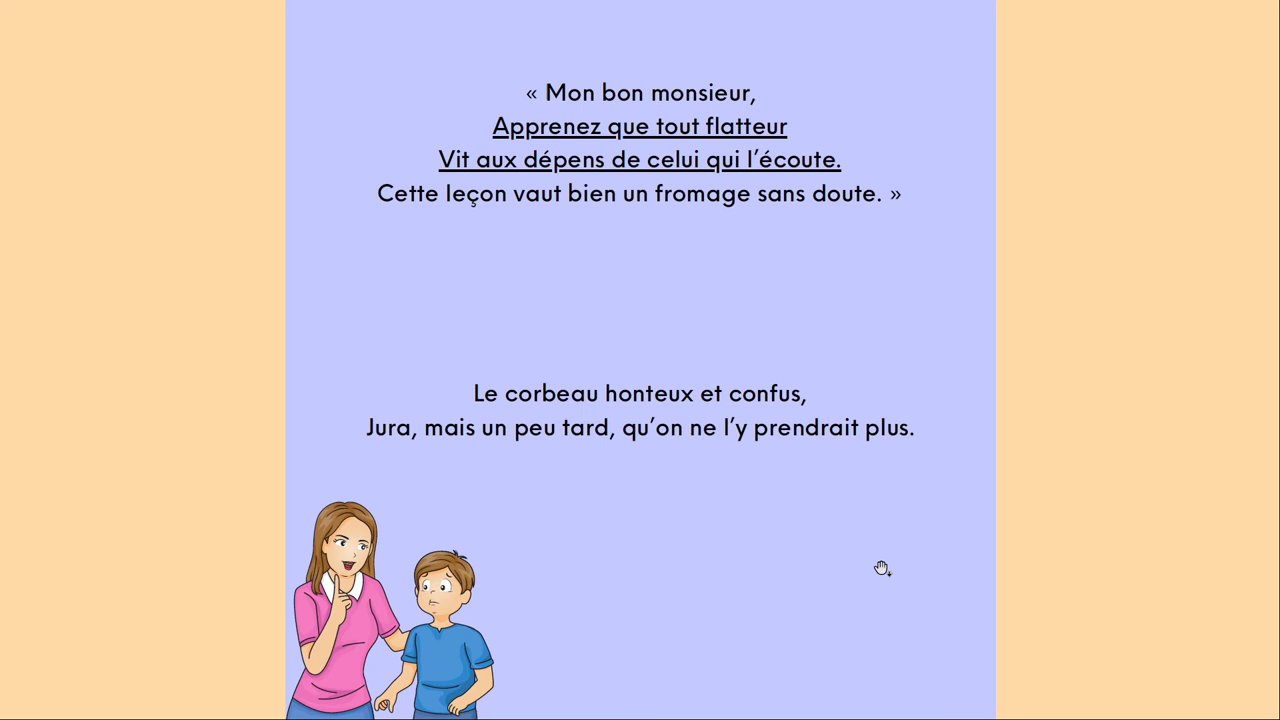 « Mon bon monsieur,
Apprenez que tout flatteur
Vit aux dépens de celui qui l’écoute.
Cette leçon vaut bien un fromage sans doute. »
Le corbeau honteux et confus,
Jura, mais un peu tard, qu’on ne l’y prendrait plus.